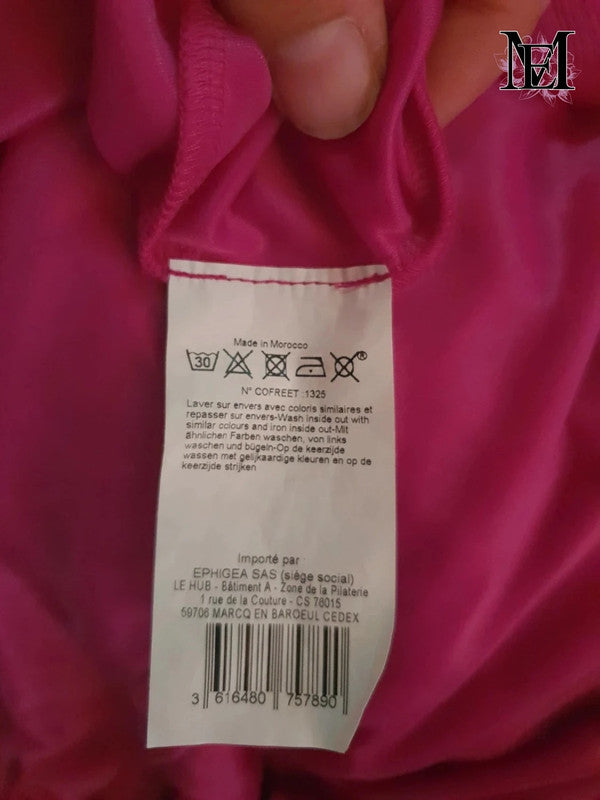 Made in Morocco
30
®
N° COFREET :1325
Laver sur envers avec coloris similaires et
repasser sur envers-Wash inside out with
similar colours and iron inside out-Mit
ähnlichen Farben waschen, von links
waschen und bügeln-Op de keerzijde
wassen met gelijkaardige kleuren en op de
keerzijde strijken
Importé par :
EPHIGEA SAS (siège social)
LE HUB - Bâtiment A - Zone de la Pilaterie
1 rue de la Couture - CS 76015
59706 MARCQ EN BAROEUL CEDEX
3 616480 757890